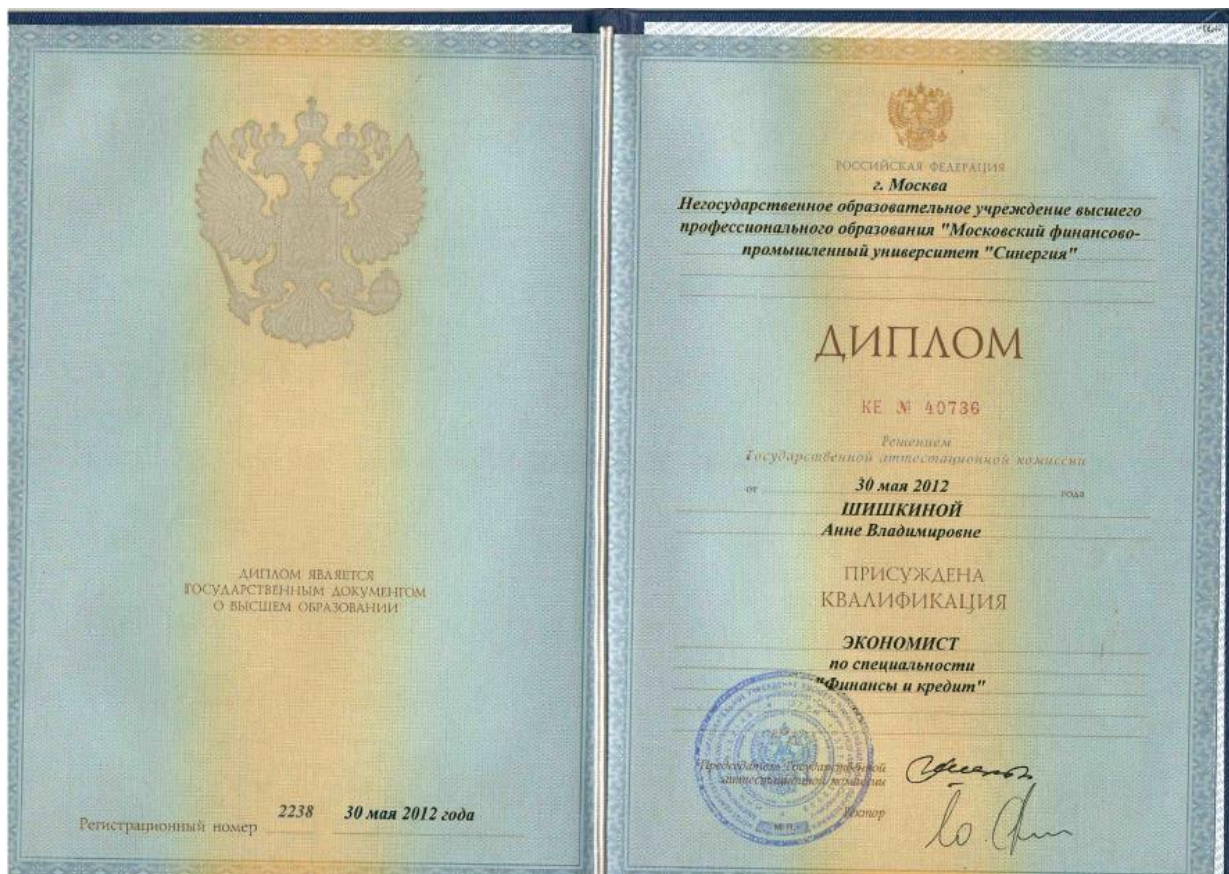 ДИПЛОМ ЯВЛЯЕТСЯ
ГОСУДАРСТВЕННЫМ ДОКУМЕНТОМ
О ВЫСШЕМ ОБРАЗОВАНИИ
Регистрационный номер 2238 30 мая 2012 года
РОССИЙСКАЯ ФЕДЕРАЦИЯ
г. Москва
Негосударственное образовательное учреждение высшего
профессионального образования "Московский финансово-
промышленный университет "Синергия"
ДИПЛОМ
КЕ № 40736
Решением
Государственной аттестационной комиссии
от 30 мая 2012 года
ШИШКИНОЙ
Анне Владимировне
ПРИСУЖДЕНА
КВАЛИФИКАЦИЯ
ЭКОНОМИСТ
по специальности
"Финансы и кредит"
Председатель Государственной
аттестационной комиссии
Ректор
М.П.